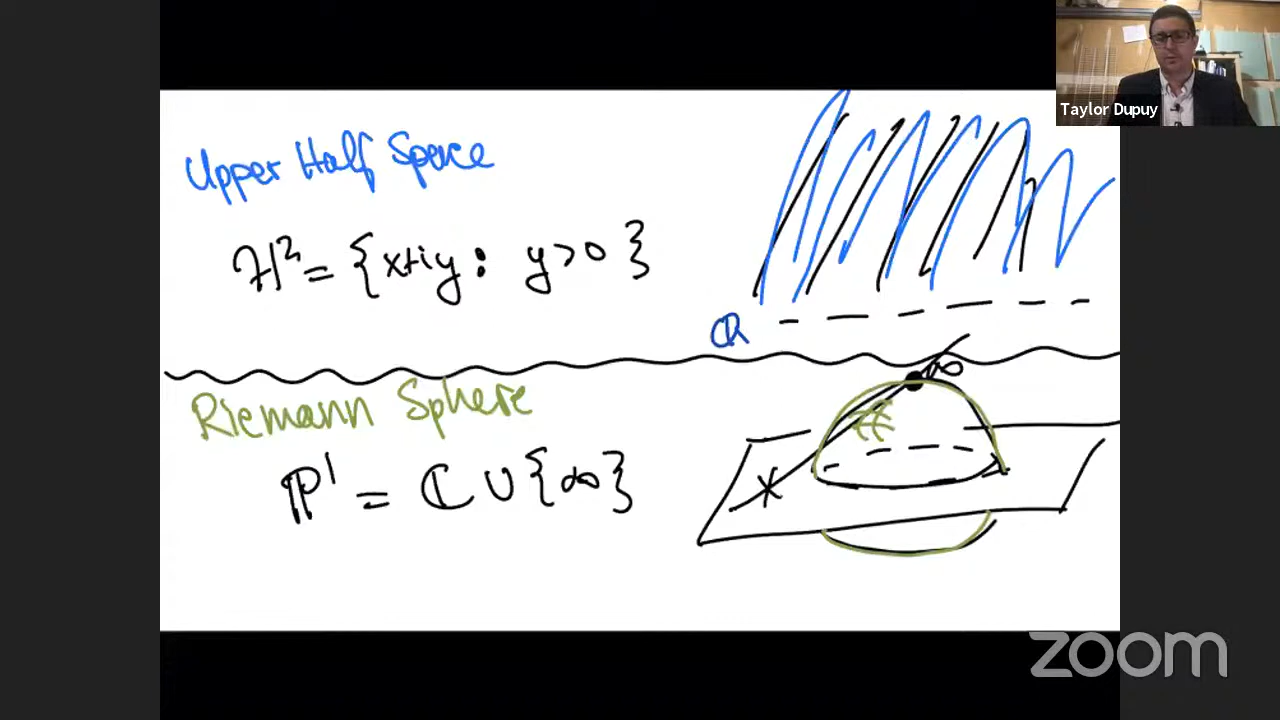 Taylor Dupuy
Upper Half Space
H² = {x+iy : y>0}
ℝ
Riemann Sphere
∞
ℙ¹ = ℂ ∪ {∞}
zoom